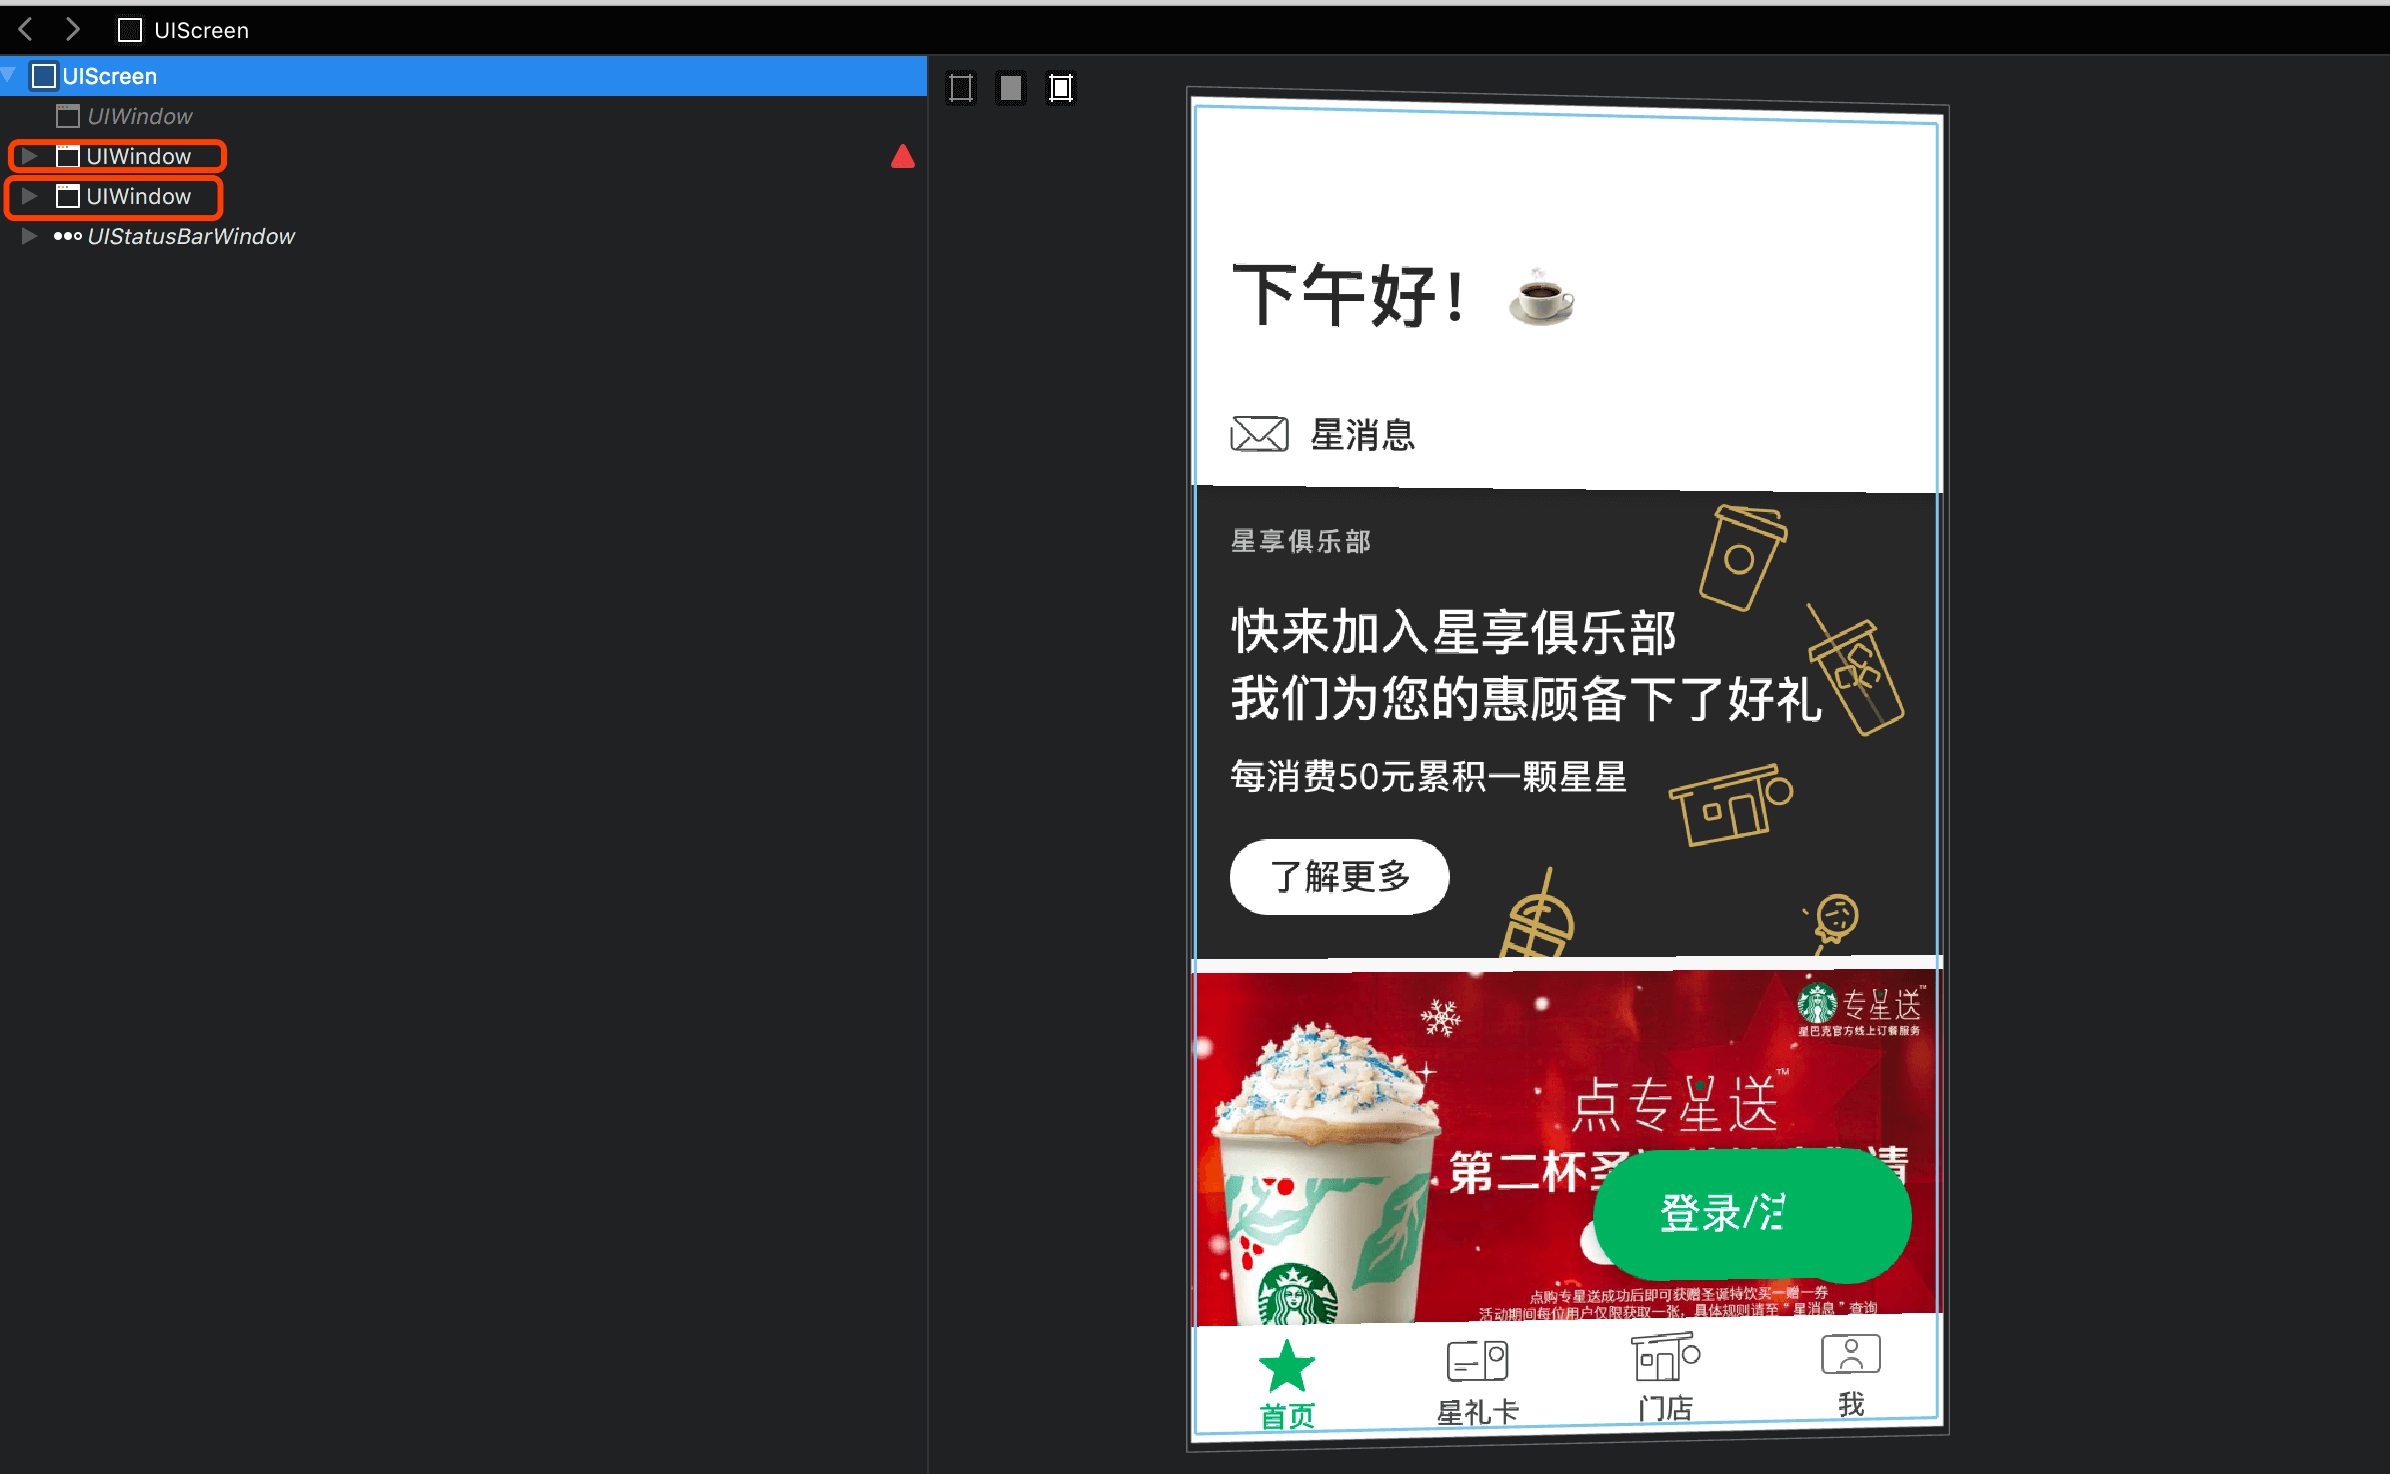 UIScreen
UIScreen
UIWindow
UIWindow
UIWindow
UIStatusBarWindow
下午好！
星消息
星享俱乐部
快来加入星享俱乐部
我们为您的惠顾备下了好礼
每消费50元累积一颗星星
了解更多
专星送™
星巴克官方线上订餐服务
点专星送™
第二杯圣
请
登录/注
点购专星送成功后即可获赠圣诞特饮买一赠一券
活动期间每位用户仅限获取一张，具体规则请至“星消息”查询
首页
星礼卡
门店
我